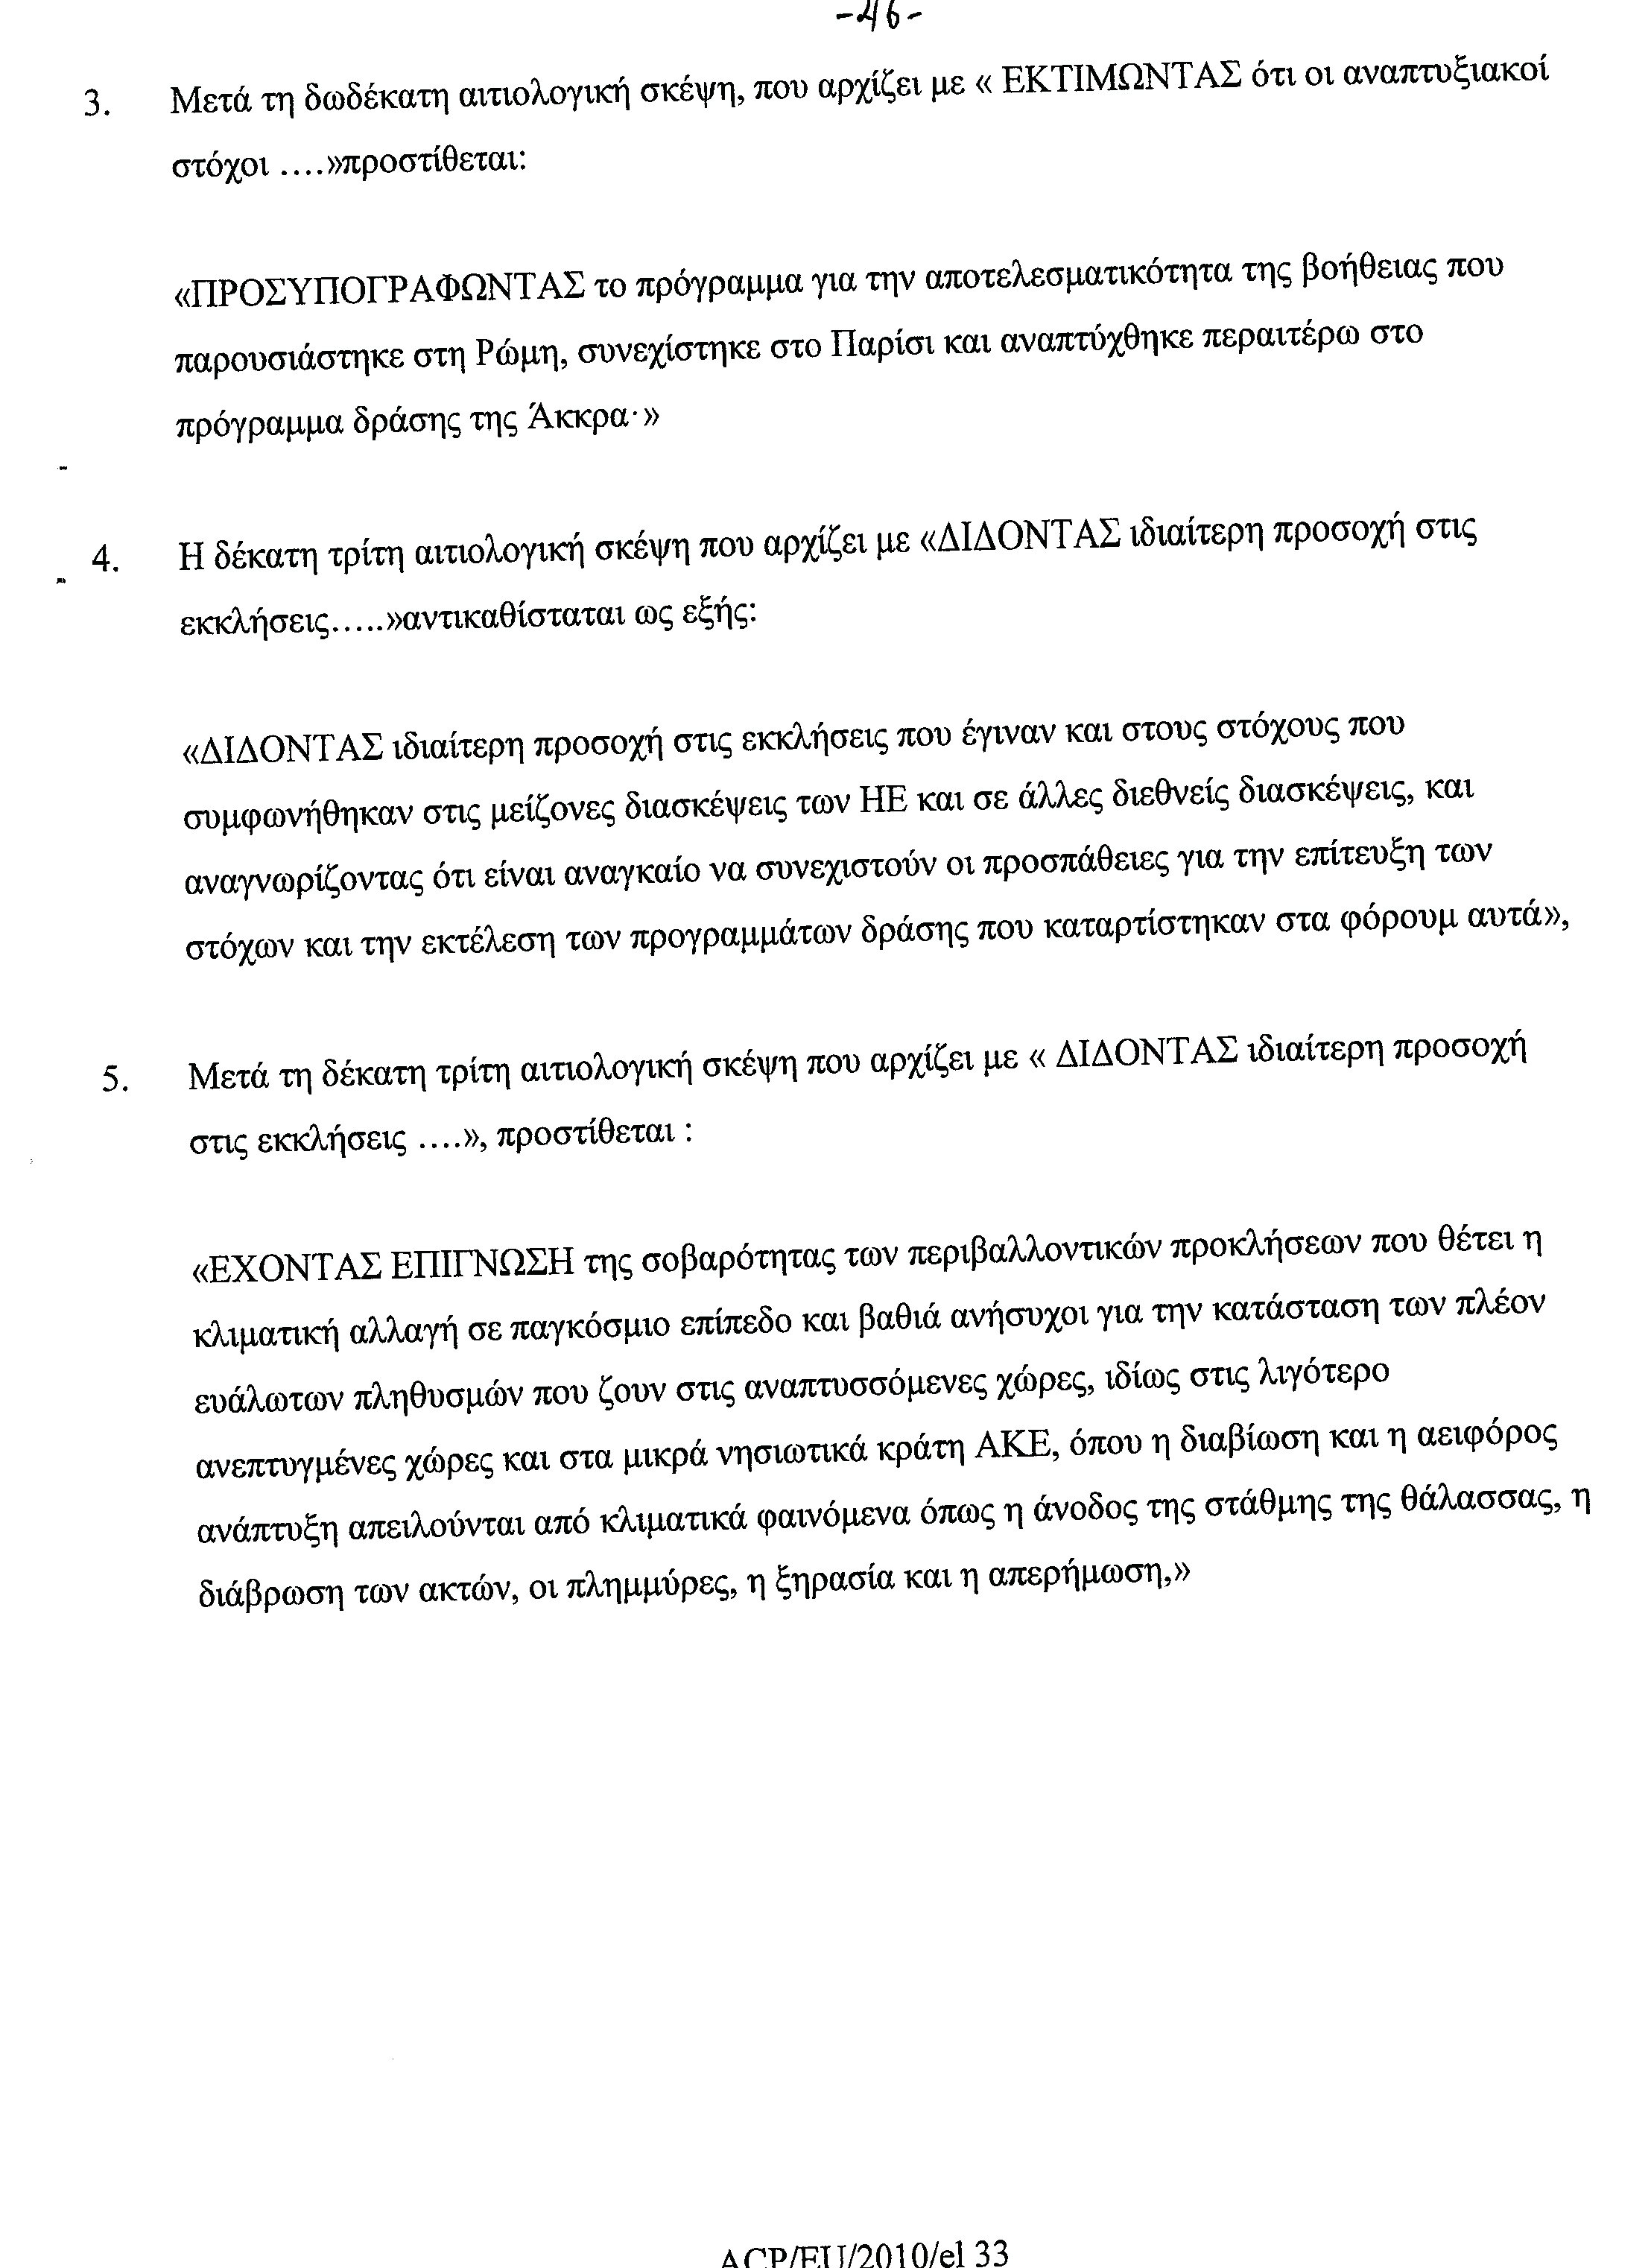 -46-
3. Μετά τη δωδέκατη αιτιολογική σκέψη, που αρχίζει με « ΕΚΤΙΜΩΝΤΑΣ ότι οι αναπτυξιακοί
στόχοι ....»προστίθεται:
«ΠΡΟΣΥΠΟΓΡΑΦΩΝΤΑΣ το πρόγραμμα για την αποτελεσματικότητα της βοήθειας που
παρουσιάστηκε στη Ρώμη, συνεχίστηκε στο Παρίσι και αναπτύχθηκε περαιτέρω στο
πρόγραμμα δράσης της Άκκρα·»
4. Η δέκατη τρίτη αιτιολογική σκέψη που αρχίζει με «ΔΙΔΟΝΤΑΣ ιδιαίτερη προσοχή στις
εκκλήσεις.....»αντικαθίσταται ως εξής:
«ΔΙΔΟΝΤΑΣ ιδιαίτερη προσοχή στις εκκλήσεις που έγιναν και στους στόχους που
συμφωνήθηκαν στις μείζονες διασκέψεις των ΗΕ και σε άλλες διεθνείς διασκέψεις, και
αναγνωρίζοντας ότι είναι αναγκαίο να συνεχιστούν οι προσπάθειες για την επίτευξη των
στόχων και την εκτέλεση των προγραμμάτων δράσης που καταρτίστηκαν στα φόρουμ αυτά»,
5. Μετά τη δέκατη τρίτη αιτιολογική σκέψη που αρχίζει με « ΔΙΔΟΝΤΑΣ ιδιαίτερη προσοχή
στις εκκλήσεις ....», προστίθεται :
«ΕΧΟΝΤΑΣ ΕΠΙΓΝΩΣΗ της σοβαρότητας των περιβαλλοντικών προκλήσεων που θέτει η
κλιματική αλλαγή σε παγκόσμιο επίπεδο και βαθιά ανήσυχοι για την κατάσταση των πλέον
ευάλωτων πληθυσμών που ζουν στις αναπτυσσόμενες χώρες, ιδίως στις λιγότερο
ανεπτυγμένες χώρες και στα μικρά νησιωτικά κράτη ΑΚΕ, όπου η διαβίωση και η αειφόρος
ανάπτυξη απειλούνται από κλιματικά φαινόμενα όπως η άνοδος της στάθμης της θάλασσας, η
διάβρωση των ακτών, οι πλημμύρες, η ξηρασία και η απερήμωση,»
ACP/EU/2010/el 33